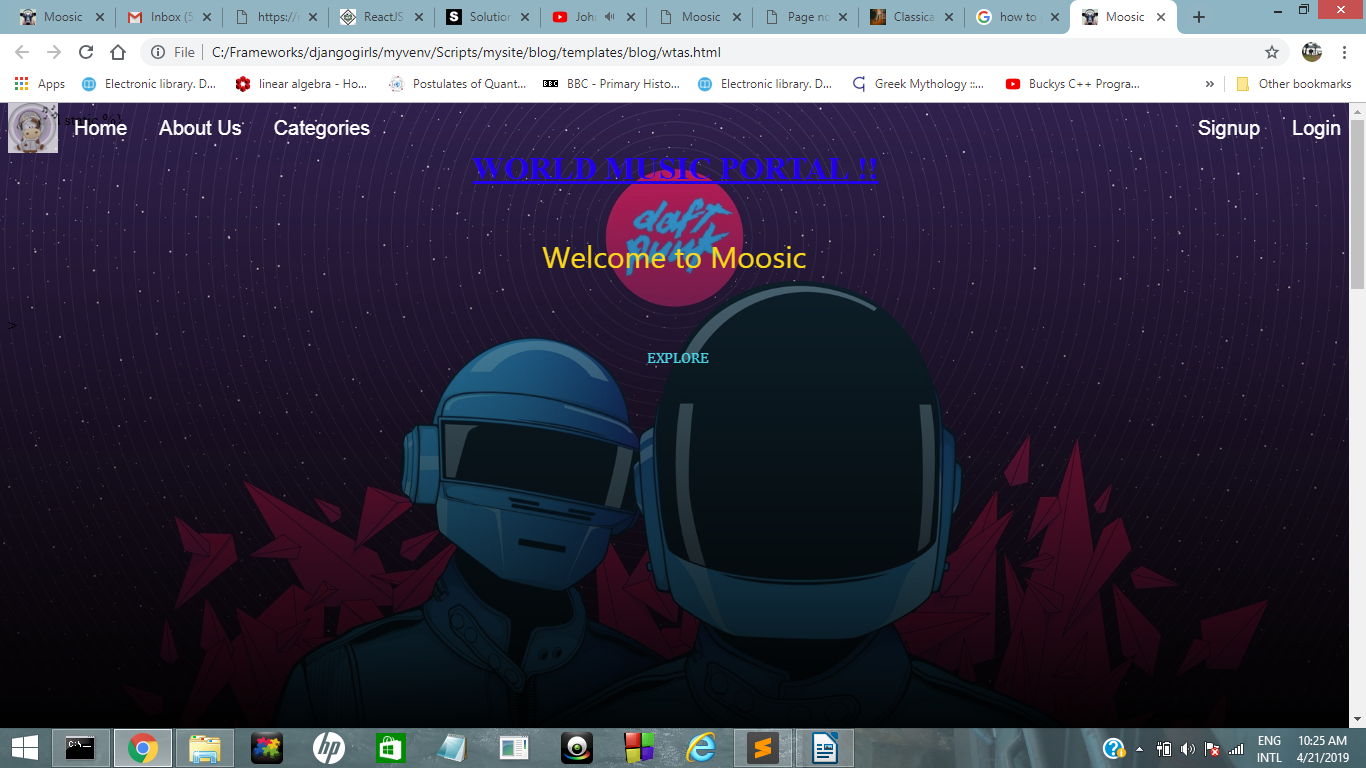 Moosic
Inbox (5
https://
ReactJS
Solution
Joh
Moosic
Page no
Classica
how to
Moosic
File
C:/Frameworks/djangogirls/myvenv/Scripts/mysite/blog/templates/blog/wtas.html
Apps
Electronic library. D...
linear algebra - Ho...
Postulates of Quant...
BBC
BBC - Primary Histo...
Electronic library. D...
Greek Mythology ::...
Buckys C++ Progra...
»
Other bookmarks
static %}
Home About Us Categories Signup Login
WORLD MUSIC PORTAL !!
daft
punk
Welcome to Moosic
>
EXPLORE
C:\
hp
ENG 10:25 AM
INTL 4/21/2019